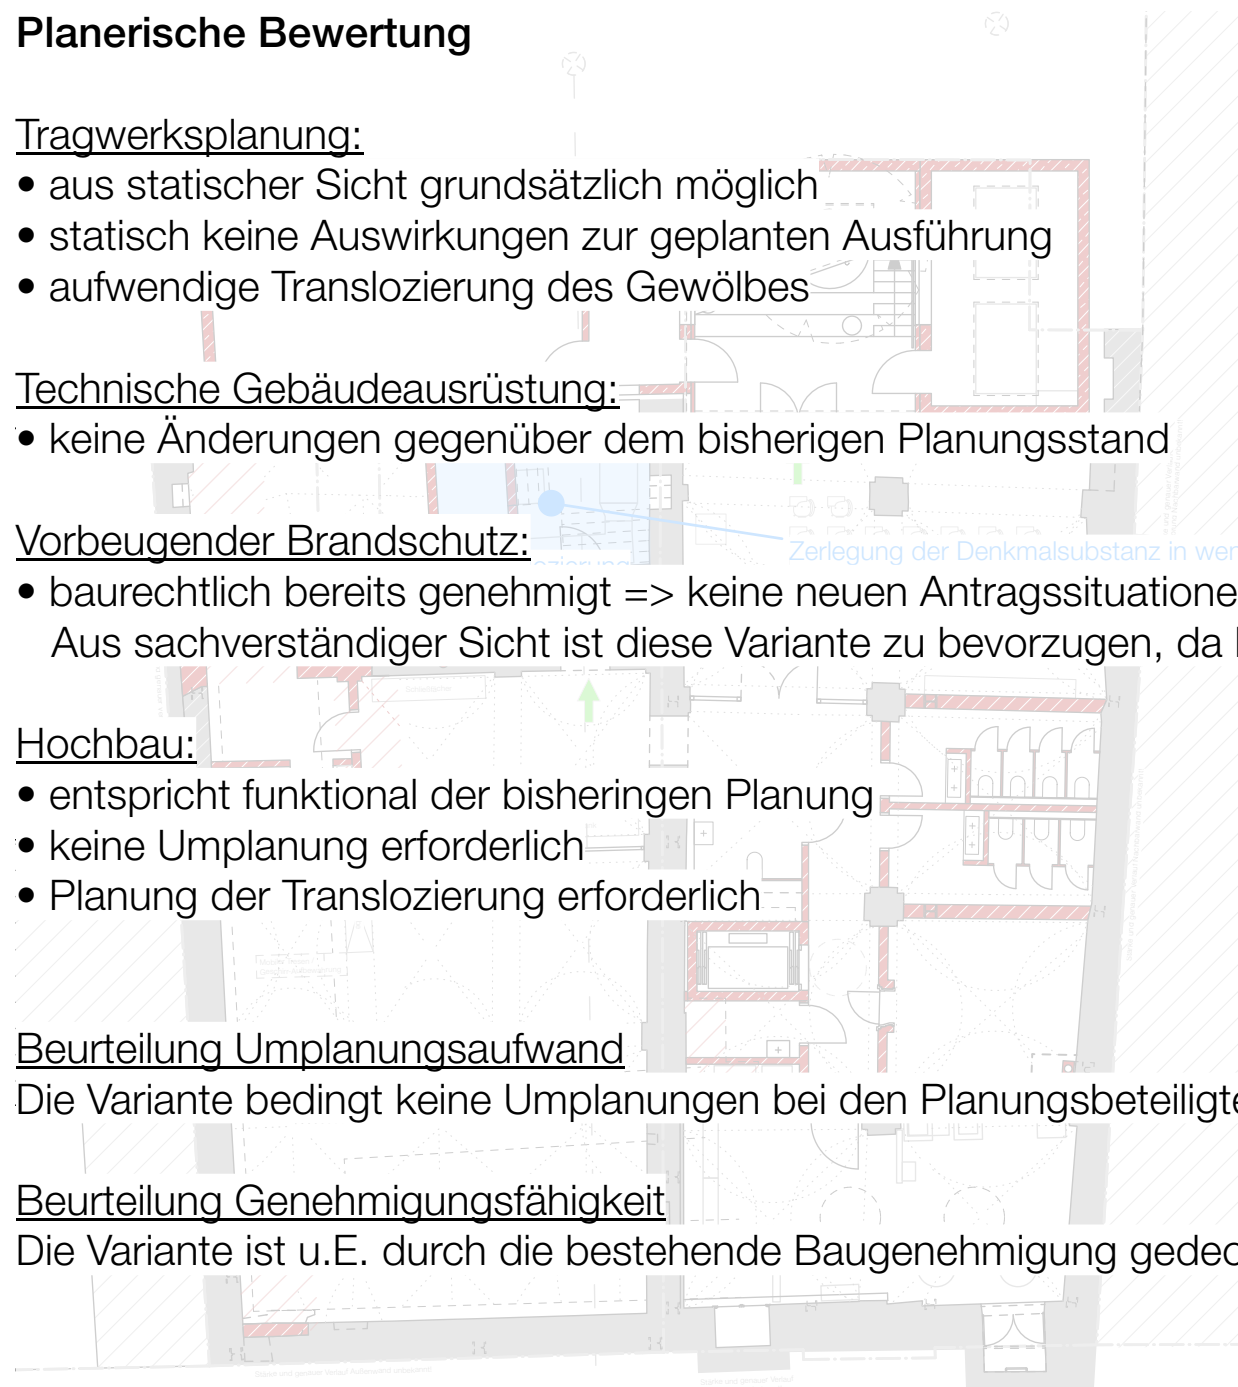 Planerische Bewertung
Tragwerksplanung:
• aus statischer Sicht grundsätzlich möglich
• statisch keine Auswirkungen zur geplanten Ausführung
• aufwendige Translozierung des Gewölbes
Technische Gebäudeausrüstung:
• keine Änderungen gegenüber dem bisherigen Planungsstand
Vorbeugender Brandschutz:
Zerlegung der Denkmalsubstanz in wer
• baurechtlich bereits genehmigt => keine neuen Antragssituatione
Aus sachverständiger Sicht ist diese Variante zu bevorzugen, da
Hochbau:
• entspricht funktional der bisheringen Planung
• keine Umplanung erforderlich
• Planung der Translozierung erforderlich
Beurteilung Umplanungsaufwand
Die Variante bedingt keine Umplanungen bei den Planungsbeteiligte
Beurteilung Genehmigungsfähigkeit
Die Variante ist u.E. durch die bestehende Baugenehmigung gedec